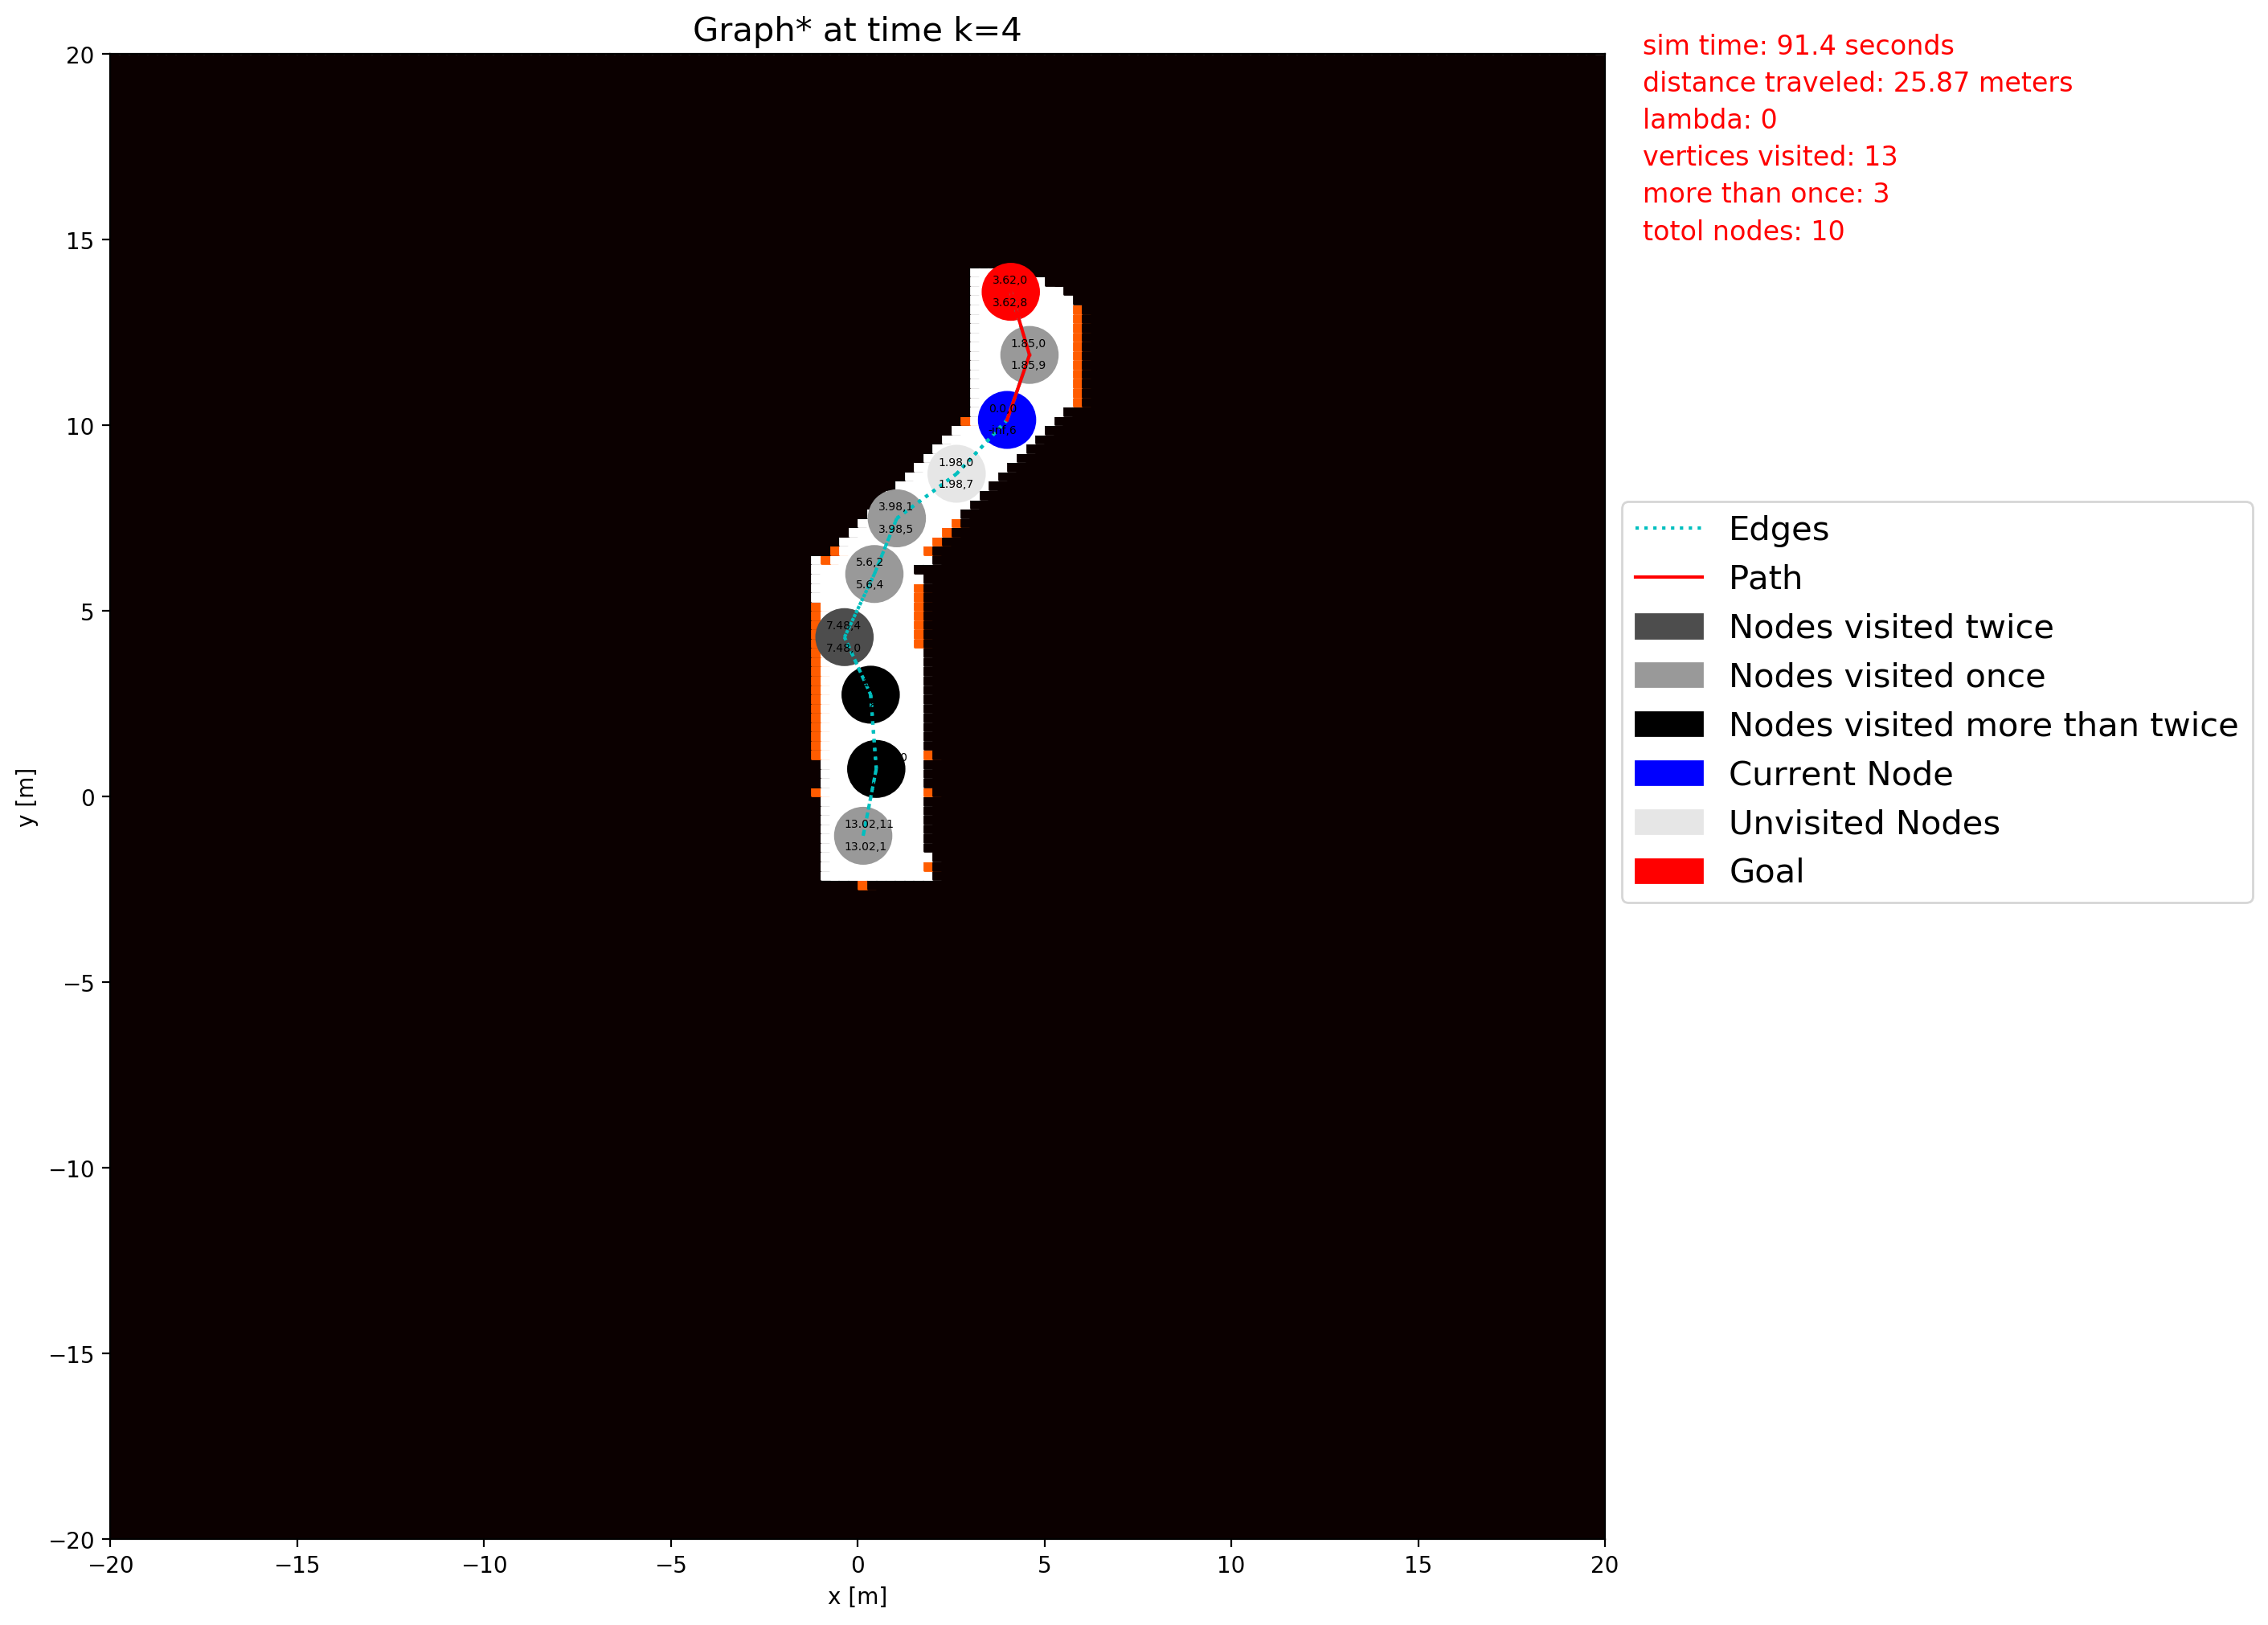 Graph* at time k=4
sim time: 91.4 seconds
distance traveled: 25.87 meters
lambda: 0
vertices visited: 13
more than once: 3
totol nodes: 10
20
15
10
5
0
−5
−10
−15
−20
y [m]
3.62,0
3.62,8
1.85,0
1.85,9
1.98,0
1.98,7
3.98,1
3.98,5
5.6,2
5.6,4
7.48,4
7.48,0
13.02,11
13.02,1
−20
−15
−10
−5
0
5
10
15
20
x [m]
Edges
Path
Nodes visited twice
Nodes visited once
Nodes visited more than twice
Current Node
Unvisited Nodes
Goal